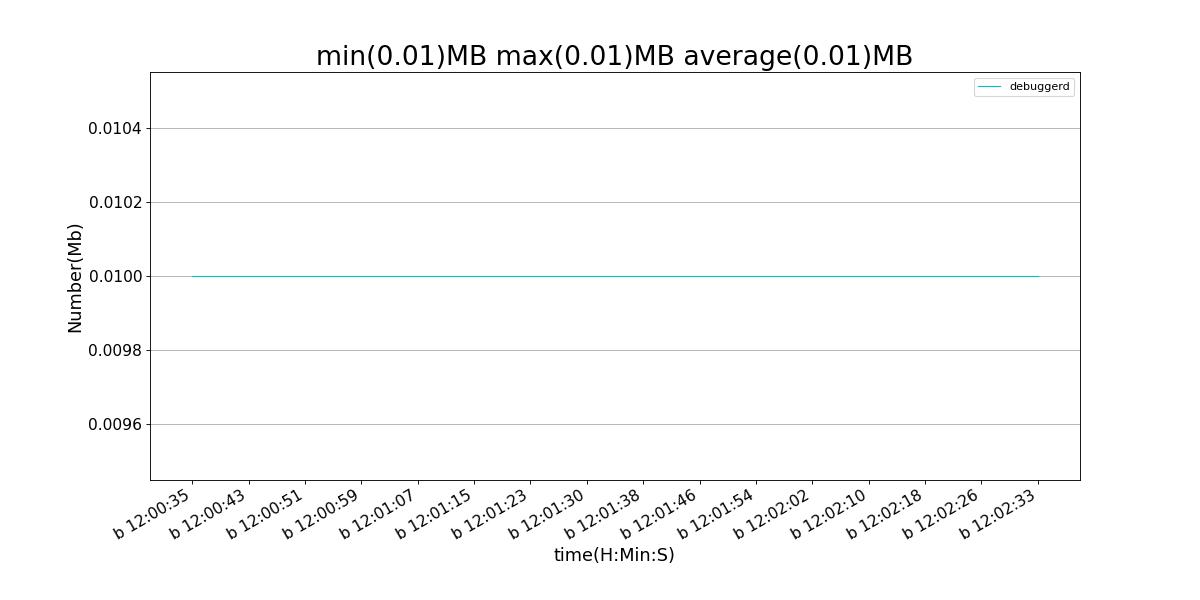 min(0.01)MB max(0.01)MB average(0.01)MB
debuggerd
0.0104
0.0102
0.0100
0.0098
0.0096
Number(Mb)
b 12:00:35
b 12:00:43
b 12:00:51
b 12:00:59
b 12:01:07
b 12:01:15
b 12:01:23
b 12:01:30
b 12:01:38
b 12:01:46
b 12:01:54
b 12:02:02
b 12:02:10
b 12:02:18
b 12:02:26
b 12:02:33
time(H:Min:S)